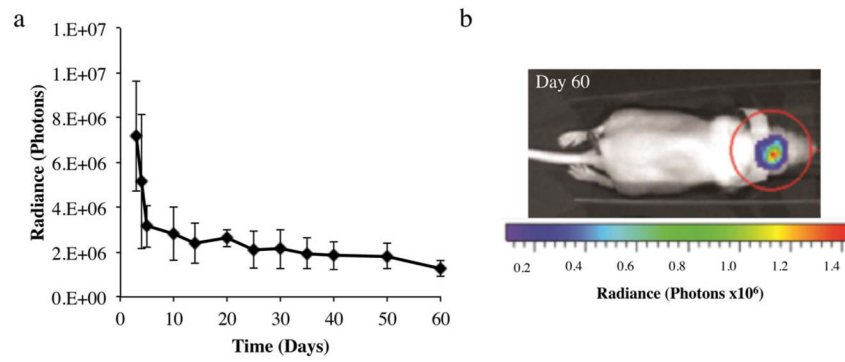 a
b
1.E+07
1.E+07
8.E+06
6.E+06
4.E+06
2.E+06
0.E+00
Radiance (Photons)
0 10 20 30 40 50 60
Time (Days)
Day 60
0.2 0.4 0.6 0.8 1.0 1.2 1.4
Radiance (Photons x10⁶)